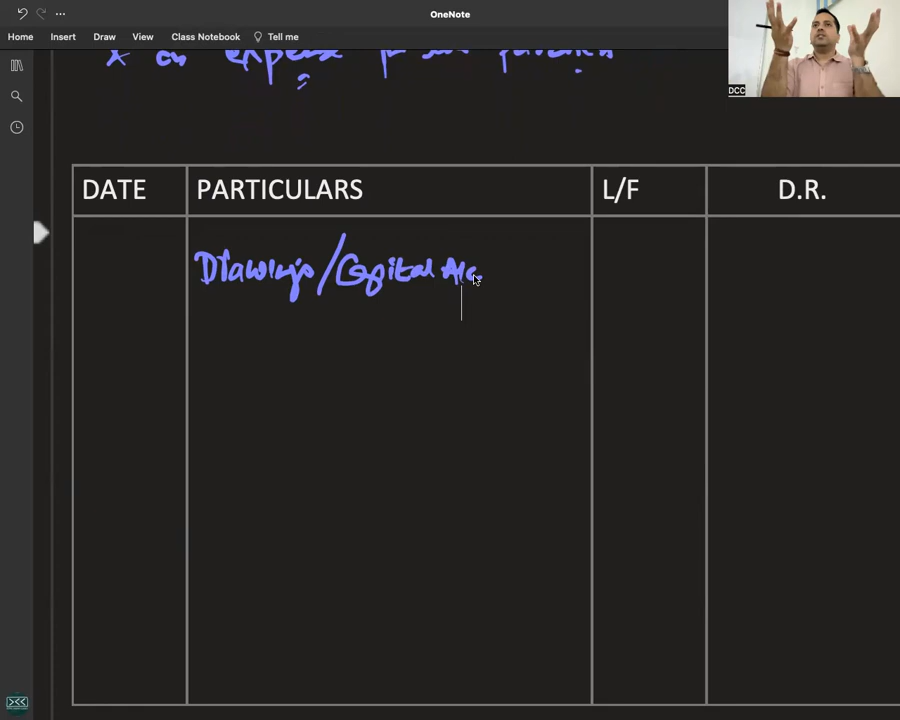 OneNote
Home Insert Draw View Class Notebook Tell me
DCC
DATE PARTICULARS L/F D.R.
Drawings/Capital A/c